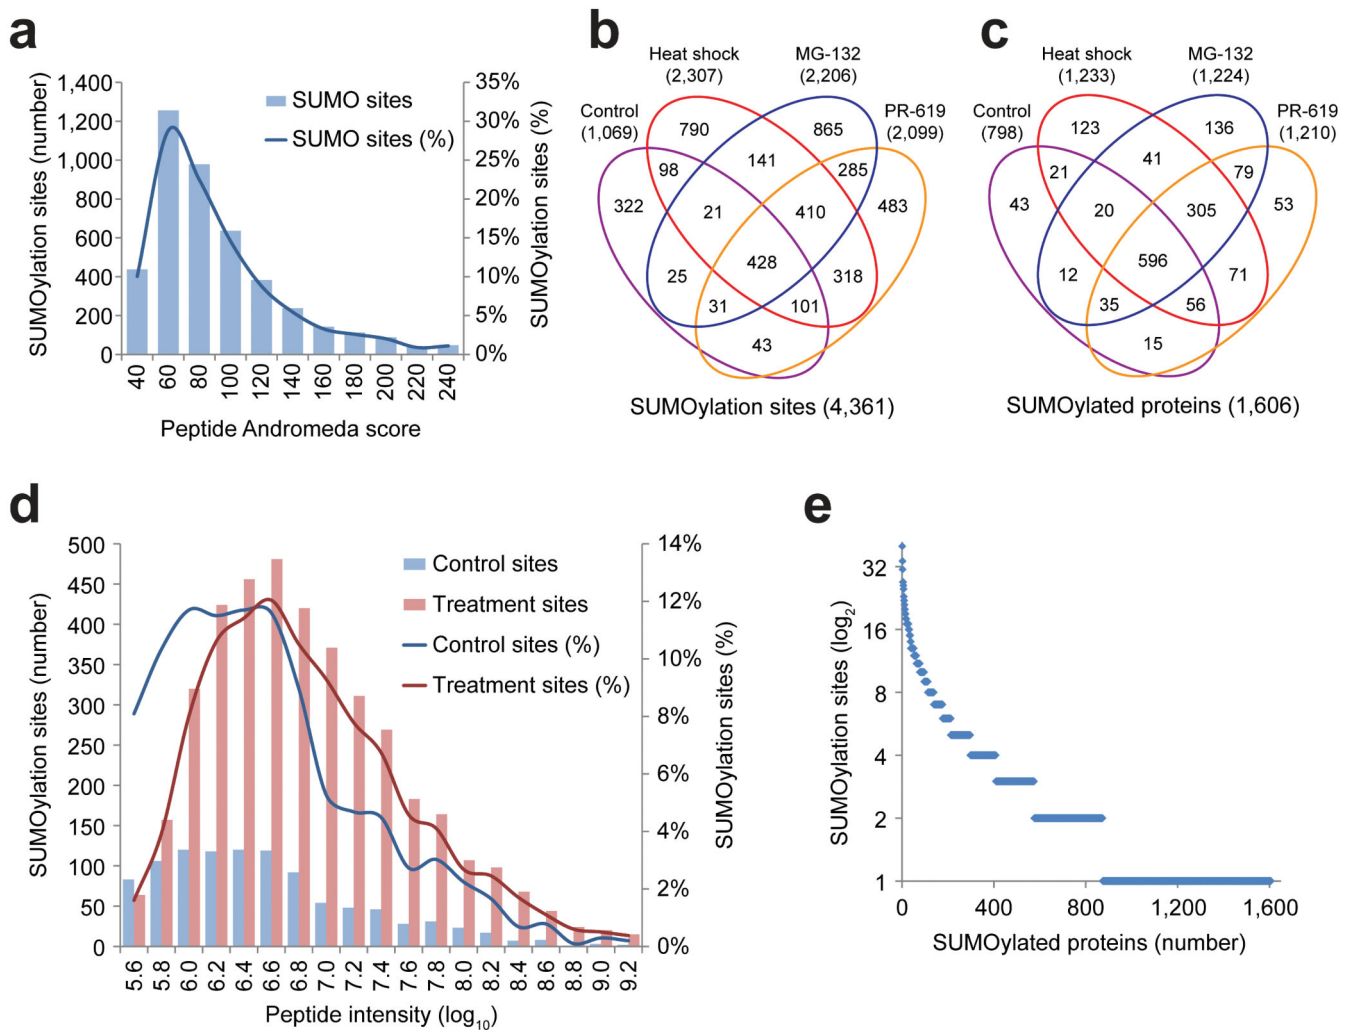 a
SUMOylation sites (number)
1,400
1,200
1,000
800
600
400
200
0
SUMO sites
SUMO sites (%)
35%
30%
25%
20%
15%
10%
5%
0%
SUMOylation sites (%)
40 60 80 100 120 140 160 180 200 220 240
Peptide Andromeda score
b
Heat shock
(2,307)
MG-132
(2,206)
Control
(1,069)
PR-619
(2,099)
790 865
98 141 285
322 21 410 483
25 428 318
31 101
43
SUMOylation sites (4,361)
c
Heat shock
(1,233)
MG-132
(1,224)
Control
(798)
PR-619
(1,210)
123 136
21 41 79
43 20 305 53
12 596 71
35 56
15
SUMOylated proteins (1,606)
d
SUMOylation sites (number)
500
450
400
350
300
250
200
150
100
50
0
Control sites
Treatment sites
Control sites (%)
Treatment sites (%)
14%
12%
10%
8%
6%
4%
2%
0%
SUMOylation sites (%)
5.6 5.8 6.0 6.2 6.4 6.6 6.8 7.0 7.2 7.4 7.6 7.8 8.0 8.2 8.4 8.6 8.8 9.0 9.2
Peptide intensity (log10)
e
SUMOylation sites (log2)
32
16
8
4
2
1
0 400 800 1,200 1,600
SUMOylated proteins (number)